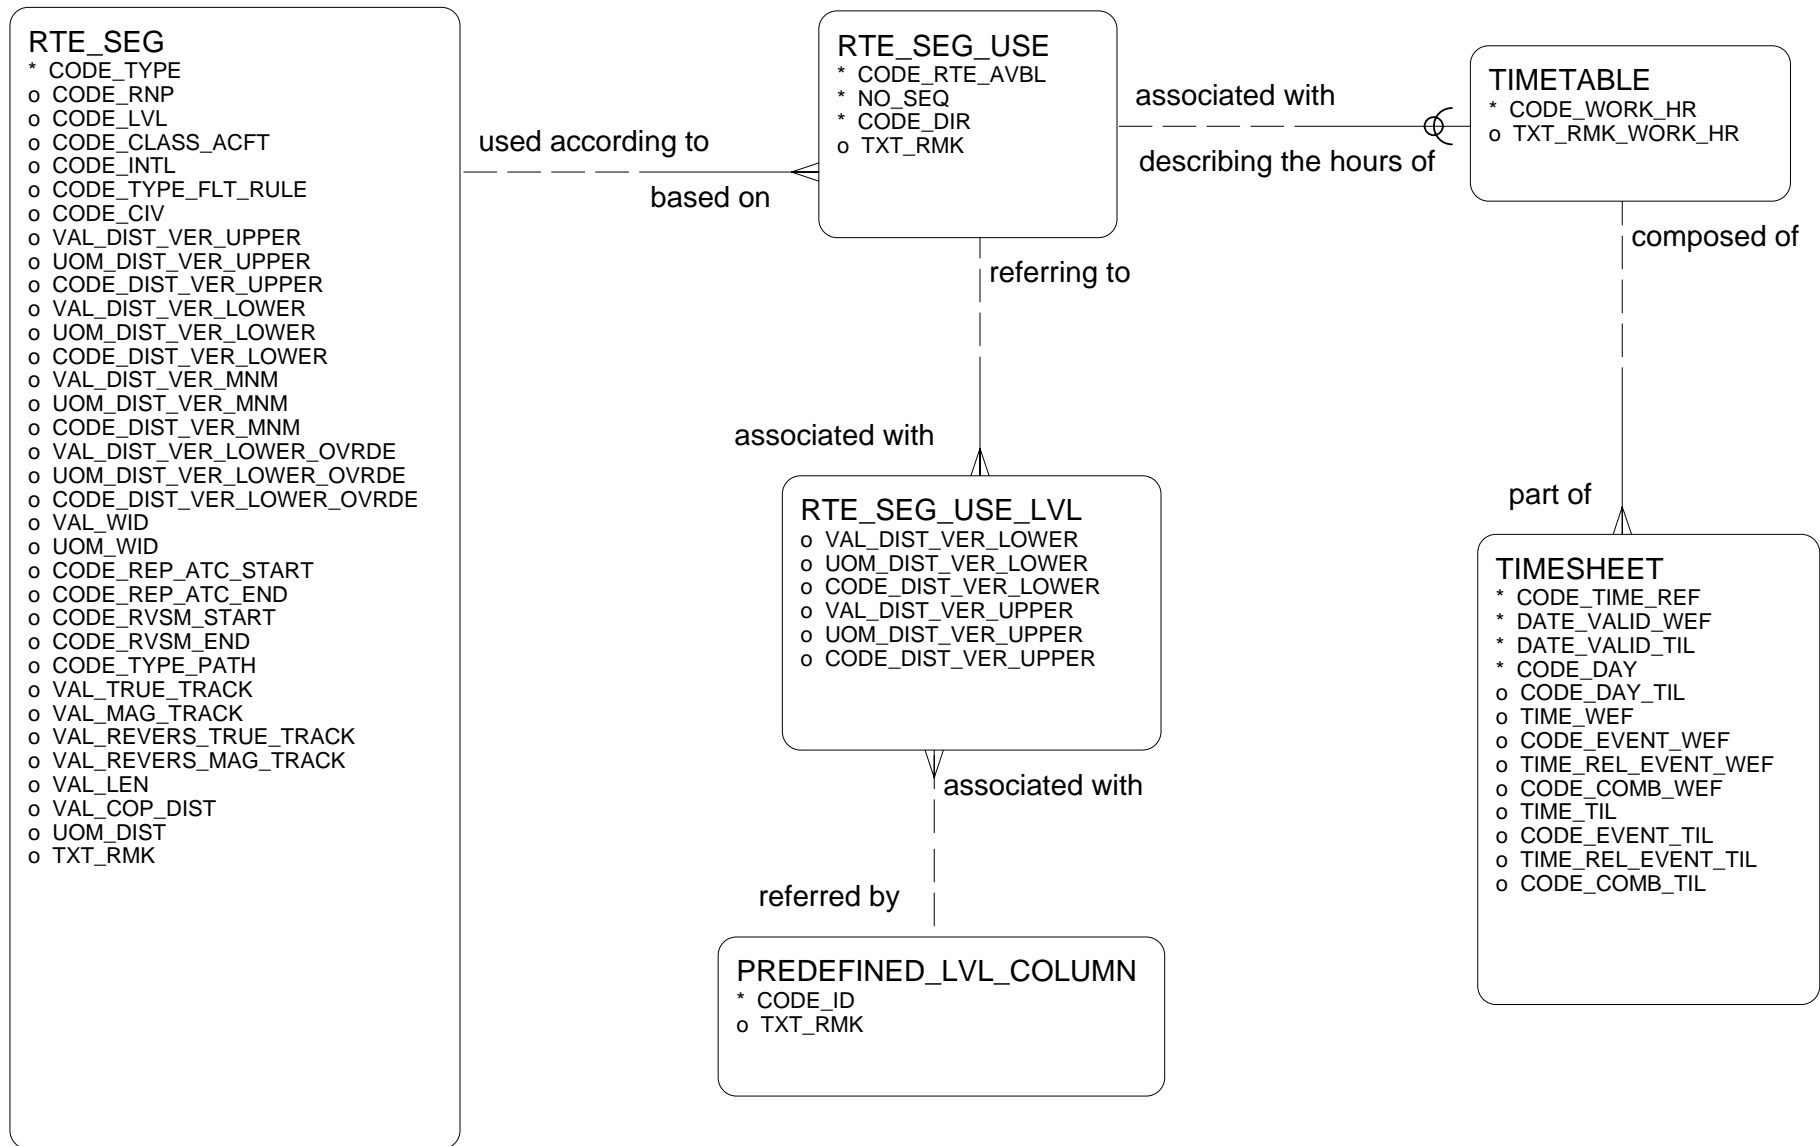 RTE_SEG
* CODE_TYPE
o CODE_RNP
o CODE_LVL
o CODE_CLASS_ACFT
o CODE_INTL
o CODE_TYPE_FLT_RULE
o CODE_CIV
o VAL_DIST_VER_UPPER
o UOM_DIST_VER_UPPER
o CODE_DIST_VER_UPPER
o VAL_DIST_VER_LOWER
o UOM_DIST_VER_LOWER
o CODE_DIST_VER_LOWER
o VAL_DIST_VER_MNM
o UOM_DIST_VER_MNM
o CODE_DIST_VER_MNM
o VAL_DIST_VER_LOWER_OVRDE
o UOM_DIST_VER_LOWER_OVRDE
o CODE_DIST_VER_LOWER_OVRDE
o VAL_WID
o UOM_WID
o CODE_REP_ATC_START
o CODE_REP_ATC_END
o CODE_RVSM_START
o CODE_RVSM_END
o CODE_TYPE_PATH
o VAL_TRUE_TRACK
o VAL_MAG_TRACK
o VAL_REVERS_TRUE_TRACK
o VAL_REVERS_MAG_TRACK
o VAL_LEN
o VAL_COP_DIST
o UOM_DIST
o TXT_RMK
used according to
based on
RTE_SEG_USE
* CODE_RTE_AVBL
* NO_SEQ
* CODE_DIR
o TXT_RMK
associated with
describing the hours of
TIMETABLE
* CODE_WORK_HR
o TXT_RMK_WORK_HR
referring to
associated with
composed of
part of
RTE_SEG_USE_LVL
o VAL_DIST_VER_LOWER
o UOM_DIST_VER_LOWER
o CODE_DIST_VER_LOWER
o VAL_DIST_VER_UPPER
o UOM_DIST_VER_UPPER
o CODE_DIST_VER_UPPER
TIMESHEET
* CODE_TIME_REF
* DATE_VALID_WEF
* DATE_VALID_TIL
* CODE_DAY
o CODE_DAY_TIL
o TIME_WEF
o CODE_EVENT_WEF
o TIME_REL_EVENT_WEF
o CODE_COMB_WEF
o TIME_TIL
o CODE_EVENT_TIL
o TIME_REL_EVENT_TIL
o CODE_COMB_TIL
associated with
referred by
PREDEFINED_LVL_COLUMN
* CODE_ID
o TXT_RMK